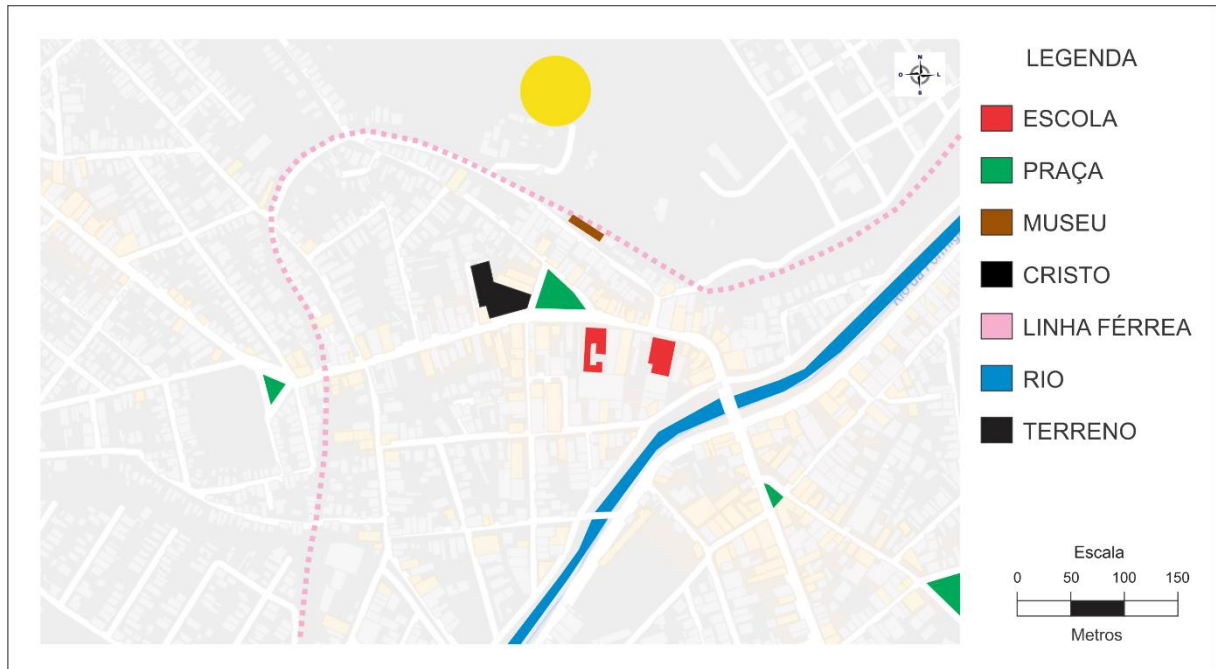 N
O L
S
LEGENDA
ESCOLA
PRAÇA
MUSEU
CRISTO
LINHA FÉRREA
RIO
TERRENO
Escala
0 50 100 150
Metros